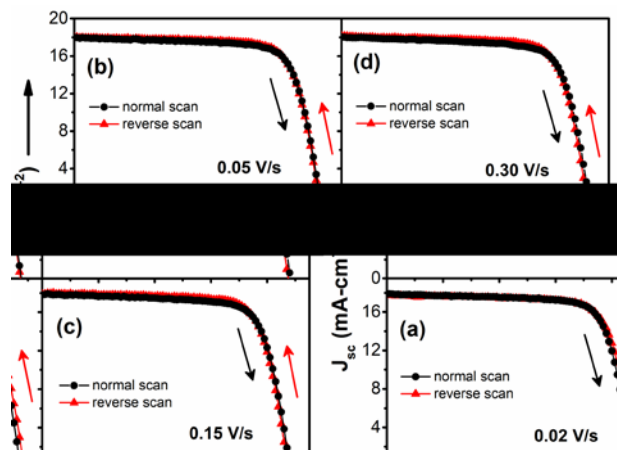 20
16
12
8
4
-2)
(b)
normal scan
reverse scan
0.05 V/s
(d)
normal scan
reverse scan
0.30 V/s
(c)
normal scan
reverse scan
0.15 V/s
0
16
12
8
4
Jsc (mA-cm
(a)
normal scan
reverse scan
0.02 V/s